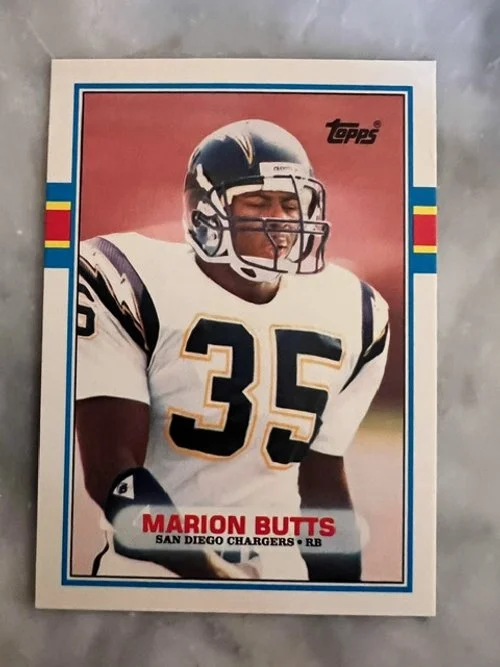 Topps®
35
MARION BUTTS
SAN DIEGO CHARGERS • RB